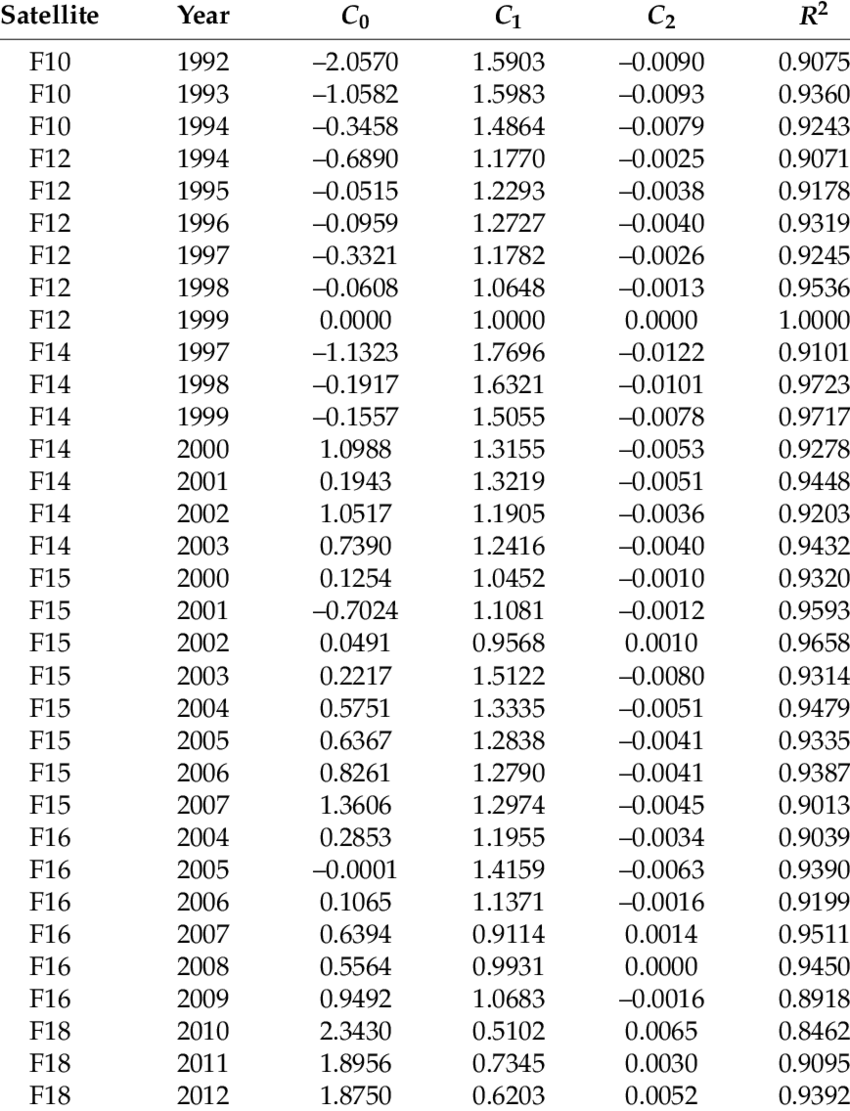 Satellite Year C0 C1 C2 R2
F10 1992 –2.0570 1.5903 –0.0090 0.9075
F10 1993 –1.0582 1.5983 –0.0093 0.9360
F10 1994 –0.3458 1.4864 –0.0079 0.9243
F12 1994 –0.6890 1.1770 –0.0025 0.9071
F12 1995 –0.0515 1.2293 –0.0038 0.9178
F12 1996 –0.0959 1.2727 –0.0040 0.9319
F12 1997 –0.3321 1.1782 –0.0026 0.9245
F12 1998 –0.0608 1.0648 –0.0013 0.9536
F12 1999 0.0000 1.0000 0.0000 1.0000
F14 1997 –1.1323 1.7696 –0.0122 0.9101
F14 1998 –0.1917 1.6321 –0.0101 0.9723
F14 1999 –0.1557 1.5055 –0.0078 0.9717
F14 2000 1.0988 1.3155 –0.0053 0.9278
F14 2001 0.1943 1.3219 –0.0051 0.9448
F14 2002 1.0517 1.1905 –0.0036 0.9203
F14 2003 0.7390 1.2416 –0.0040 0.9432
F15 2000 0.1254 1.0452 –0.0010 0.9320
F15 2001 –0.7024 1.1081 –0.0012 0.9593
F15 2002 0.0491 0.9568 0.0010 0.9658
F15 2003 0.2217 1.5122 –0.0080 0.9314
F15 2004 0.5751 1.3335 –0.0051 0.9479
F15 2005 0.6367 1.2838 –0.0041 0.9335
F15 2006 0.8261 1.2790 –0.0041 0.9387
F15 2007 1.3606 1.2974 –0.0045 0.9013
F16 2004 0.2853 1.1955 –0.0034 0.9039
F16 2005 –0.0001 1.4159 –0.0063 0.9390
F16 2006 0.1065 1.1371 –0.0016 0.9199
F16 2007 0.6394 0.9114 0.0014 0.9511
F16 2008 0.5564 0.9931 0.0000 0.9450
F16 2009 0.9492 1.0683 –0.0016 0.8918
F18 2010 2.3430 0.5102 0.0065 0.8462
F18 2011 1.8956 0.7345 0.0030 0.9095
F18 2012 1.8750 0.6203 0.0052 0.9392